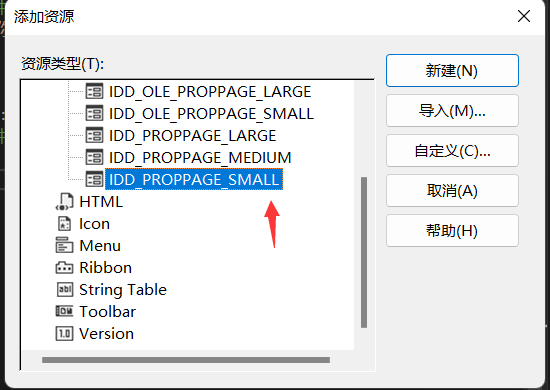 添加资源
资源类型(T):
IDD_OLE_PROPPAGE_LARGE
IDD_OLE_PROPPAGE_SMALL
IDD_PROPPAGE_LARGE
IDD_PROPPAGE_MEDIUM
IDD_PROPPAGE_SMALL
HTML
Icon
Menu
Ribbon
String Table
Toolbar
Version
新建(N)
导入(M)...
自定义(C)...
取消(A)
帮助(H)